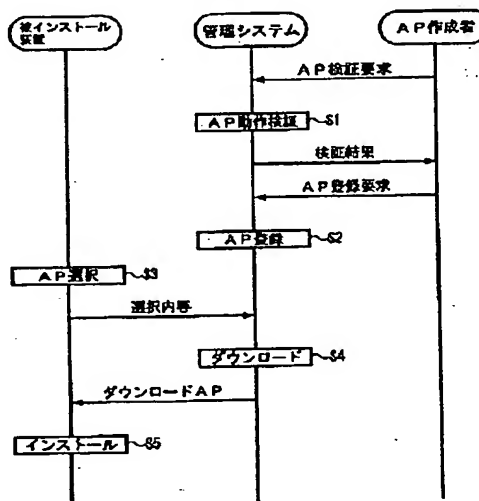 被インストール
装置
管理システム
AP作成者
AP検証要求
AP動作検証 S1
検証結果
AP登録要求
AP登録 S2
AP選択 S3
選択内容
ダウンロード S4
ダウンロードAP
インストール S5